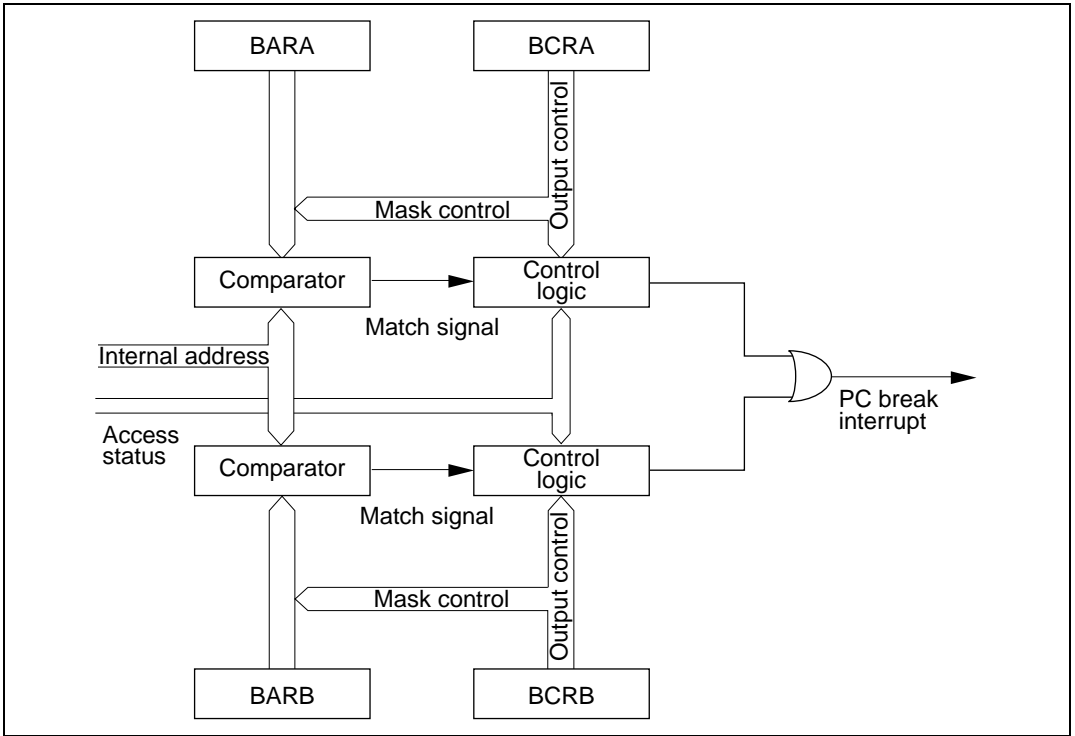 BARA
BCRA
Output control
Mask control
Comparator
Control
logic
Match signal
Internal address
Access
status
PC break
interrupt
Comparator
Control
logic
Match signal
Output control
Mask control
BARB
BCRB